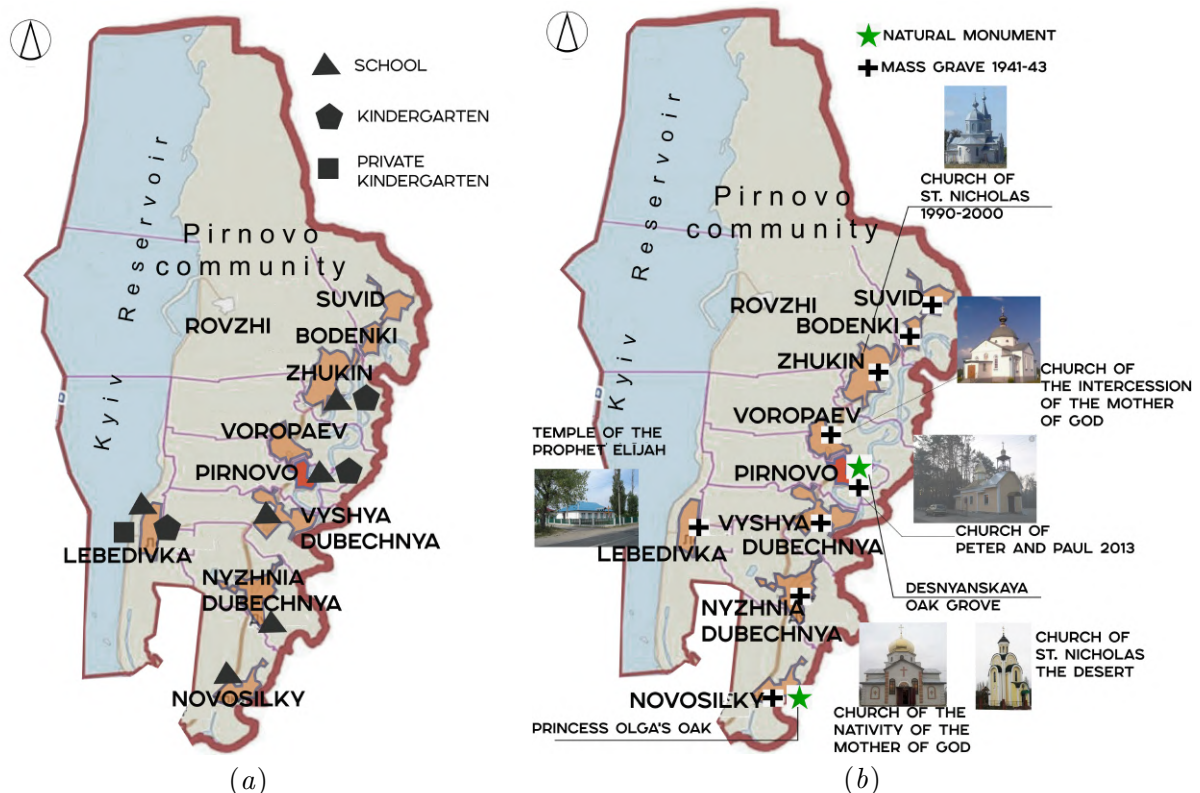 SCHOOL
KINDERGARTEN
PRIVATE
KINDERGARTEN
Kyiv Reservoir
Pirnovo
community
SUVID
ROVZHI
BODENKI
ZHUKIN
VOROPAEV
PIRNOVO
VYSHYA
DUBECHNYA
LEBEDIVKA
NYZHNIA
DUBECHNYA
NOVOSILKY
(a)
NATURAL MONUMENT
MASS GRAVE 1941-43
CHURCH OF
ST. NICHOLAS
1990-2000
Kyiv Reservoir
Pirnovo
community
SUVID
ROVZHI
BODENKI
ZHUKIN
CHURCH OF
THE INTERCESSION
OF THE MOTHER
OF GOD
VOROPAEV
TEMPLE OF THE
PROPHET ELIJAH
PIRNOVO
VYSHYA
DUBECHNYA
LEBEDIVKA
CHURCH OF
PETER AND PAUL 2013
DESNYANSKAYA
OAK GROVE
NYZHNIA
DUBECHNYA
CHURCH OF
ST. NICHOLAS
THE DESERT
NOVOSILKY
PRINCESS OLGA'S OAK
CHURCH OF THE
NATIVITY OF THE
MOTHER OF GOD
(b)